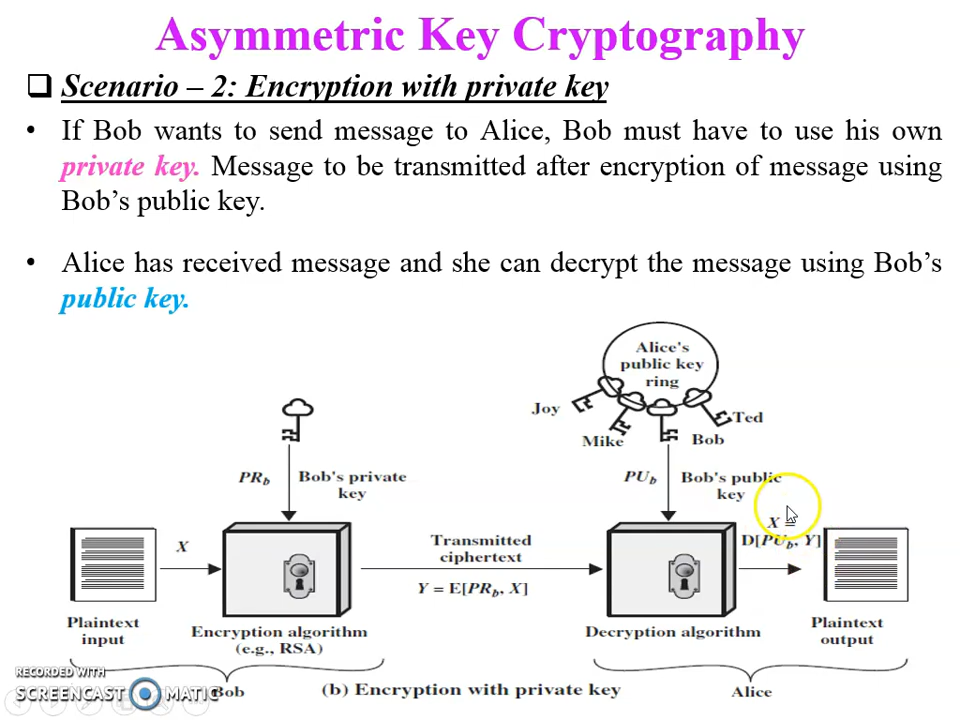 Asymmetric Key Cryptography
Scenario – 2: Encryption with private key
• If Bob wants to send message to Alice, Bob must have to use his own
private key. Message to be transmitted after encryption of message using
Bob's public key.
• Alice has received message and she can decrypt the message using Bob's
public key.
Alice's
public key
ring
Joy
Mike
Bob
Ted
PRb
Bob's private
key
PUb
Bob's public
key
X
Transmitted
ciphertext
Y = E[PRb, X]
X =
D[PUb, Y]
Plaintext
input
Encryption algorithm
(e.g., RSA)
Decryption algorithm
Plaintext
output
Bob
(b) Encryption with private key
Alice
RECORDED WITH
SCREENCAST MATIC